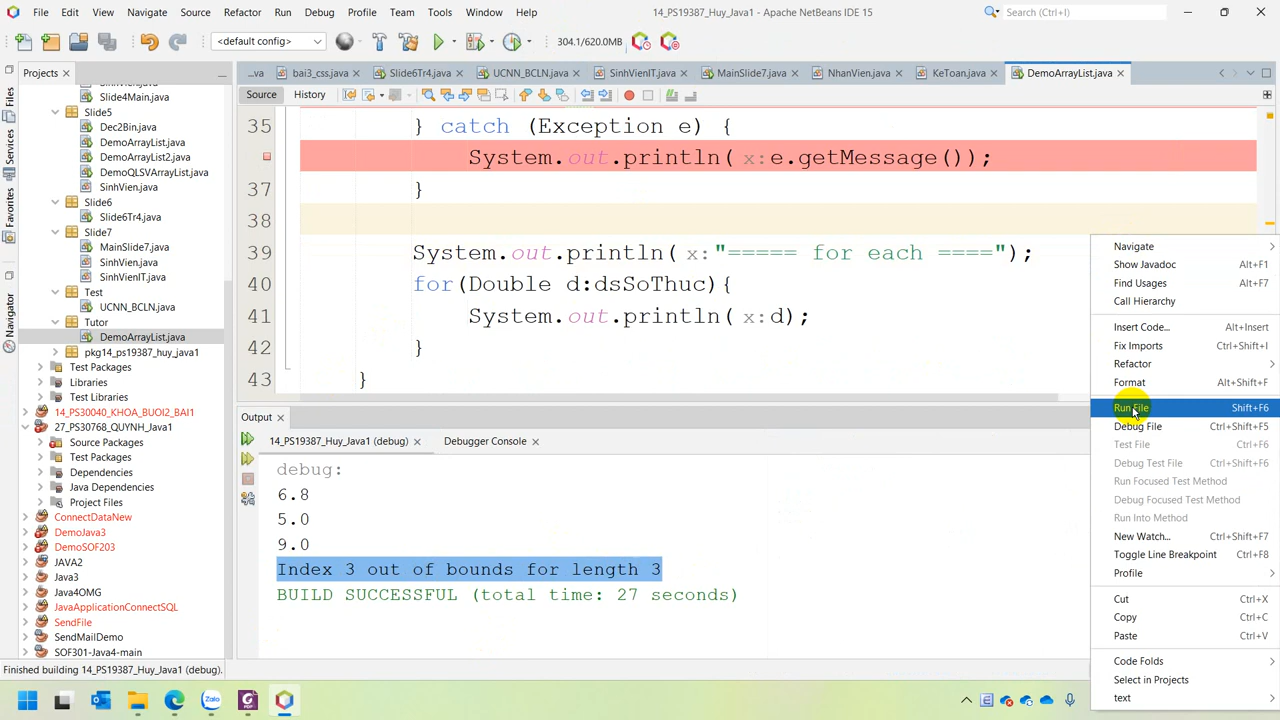 File Edit View Navigate Source Refactor Run Debug Profile Team Tools Window Help 14_PS19387_Huy_Java1 - Apache NetBeans IDE 15 Search (Ctrl+I)
<default config> 304.1/620.0MB
Projects ...va bai3_css.java Slide6Tr4.java UCNN_BCLN.java SinhVienIT.java MainSlide7.java NhanVien.java KeToan.java DemoArrayList.java
Source History
Files
Services
Favorites
Navigator
Slide4Main.java
Slide5
Dec2Bin.java
DemoArrayList.java
DemoArrayList2.java
DemoQLSVArrayList.java
SinhVien.java
Slide6
Slide6Tr4.java
Slide7
MainSlide7.java
SinhVien.java
SinhVienIT.java
Test
UCNN_BCLN.java
Tutor
DemoArrayList.java
pkg14_ps19387_huy_java1
Test Packages
Libraries
Test Libraries
14_PS30040_KHOA_BUOI2_BAI1
27_PS30768_QUYNH_Java1
Source Packages
Test Packages
Dependencies
Java Dependencies
Project Files
ConnectDataNew
DemoJava3
DemoSOF203
JAVA2
Java3
Java4OMG
JavaApplicationConnectSQL
SendFile
SendMailDemo
SOF301-Java4-main
35 } catch (Exception e) {
System.out.println( x:e.getMessage());
37 }
38
39 System.out.println( x:"===== for each ====");
40 for(Double d:dsSoThuc){
41 System.out.println( x:d);
42 }
43 }
Output
14_PS19387_Huy_Java1 (debug) Debugger Console
debug:
6.8
5.0
9.0
Index 3 out of bounds for length 3
BUILD SUCCESSFUL (total time: 27 seconds)
Navigate
Show Javadoc Alt+F1
Find Usages Alt+F7
Call Hierarchy
Insert Code... Alt+Insert
Fix Imports Ctrl+Shift+I
Refactor
Format Alt+Shift+F
Run File Shift+F6
Debug File Ctrl+Shift+F5
Test File Ctrl+F6
Debug Test File Ctrl+Shift+F6
Run Focused Test Method
Debug Focused Test Method
Run Into Method
New Watch... Ctrl+Shift+F7
Toggle Line Breakpoint Ctrl+F8
Profile
Cut Ctrl+X
Copy Ctrl+C
Paste Ctrl+V
Code Folds
Select in Projects
text
Finished building 14_PS19387_Huy_Java1 (debug).
Zalo